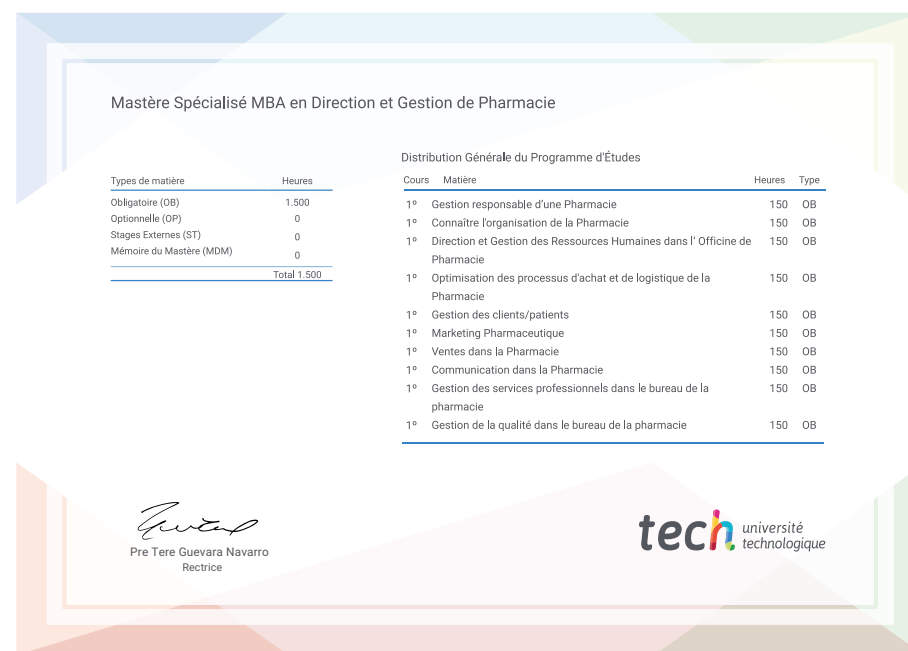 Mastère Spécialisé MBA en Direction et Gestion de Pharmacie
Types de matière Heures
Obligatoire (OB) 1.500
Optionnelle (OP) 0
Stages Externes (ST) 0
Mémoire du Mastère (MDM) 0
Total 1.500
Distribution Générale du Programme d'Études
Cours Matière Heures Type
1º Gestion responsable d’une Pharmacie 150 OB
1º Connaître l'organisation de la Pharmacie 150 OB
1º Direction et Gestion des Ressources Humaines dans l’ Officine de 150 OB
Pharmacie
1º Optimisation des processus d'achat et de logistique de la 150 OB
Pharmacie
1º Gestion des clients/patients 150 OB
1º Marketing Pharmaceutique 150 OB
1º Ventes dans la Pharmacie 150 OB
1º Communication dans la Pharmacie 150 OB
1º Gestion des services professionnels dans le bureau de la 150 OB
pharmacie
1º Gestion de la qualité dans le bureau de la pharmacie 150 OB
Pre Tere Guevara Navarro
Rectrice
tech université
technologique